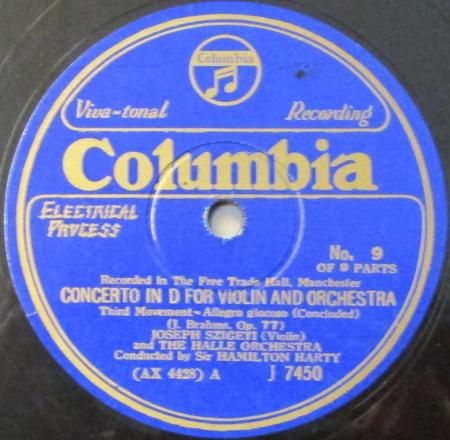 Columbia
Viva-tonal Recording
Columbia
ELECTRICAL
PROCESS
No. 9
OF 9 PARTS
Recorded in The Free Trade Hall, Manchester
CONCERTO IN D FOR VIOLIN AND ORCHESTRA
Third Movement - Allegro giocoso (Concluded)
(J. Brahms, Op. 77)
JOSEPH SZIGETI (Violin)
and THE HALLE ORCHESTRA
Conducted by Sir HAMILTON HARTY
(AX 4428) A J 7450